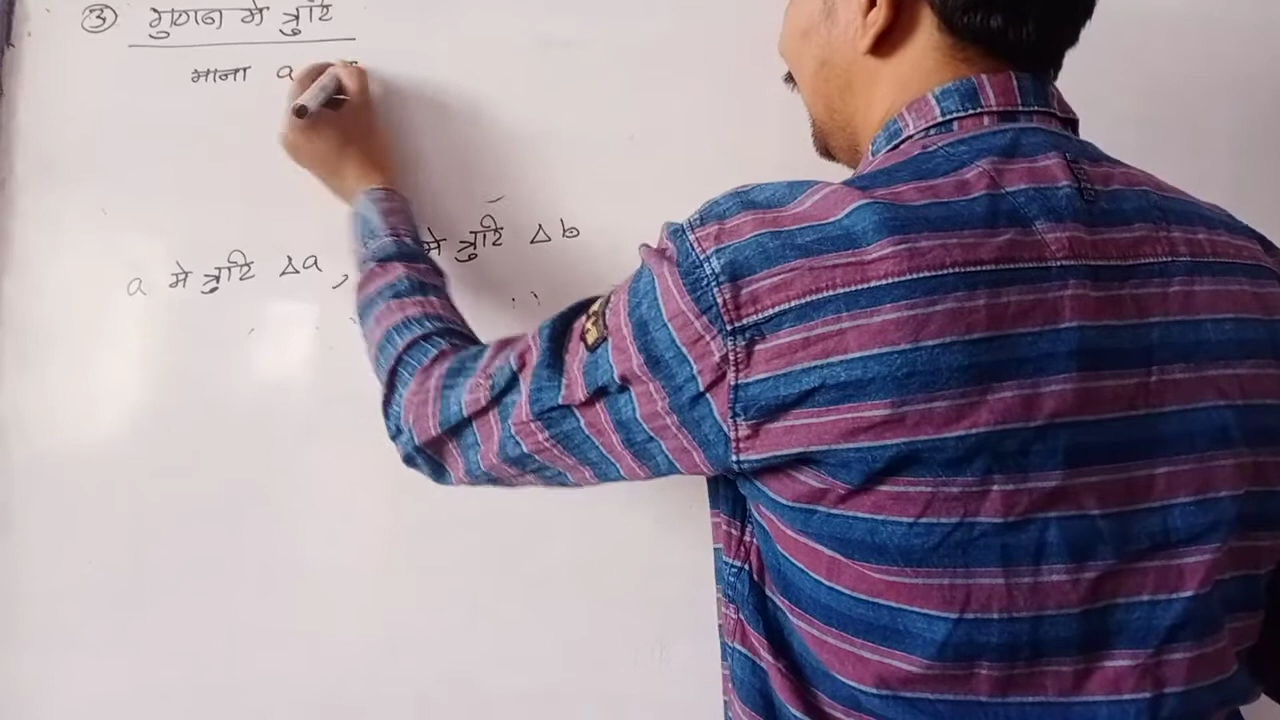 ③ गुणन मे त्रुटि
माना a
a मे त्रुटि Δa , मे त्रुटि Δb